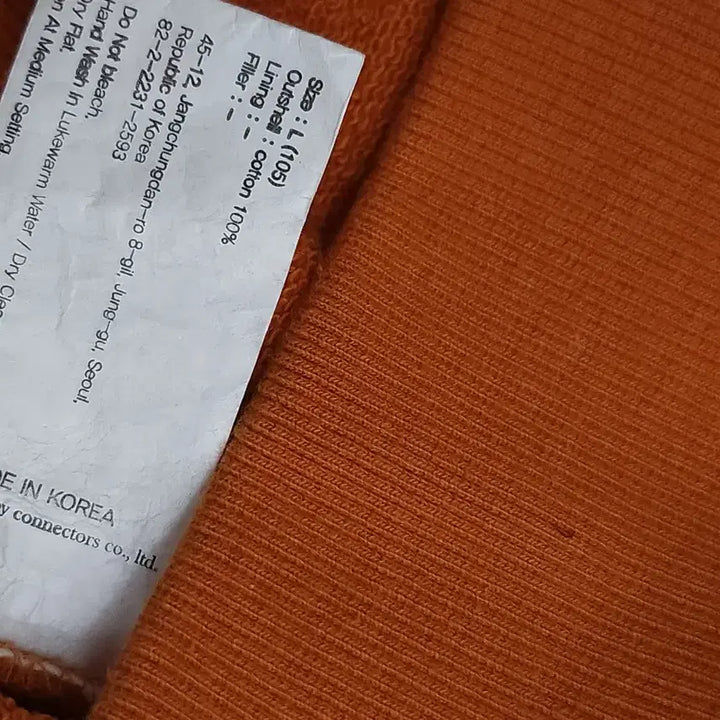 Size : L (105)
Outshell : cotton 100%
Lining : -
Filler : -
45-12, Jangchungdan-ro 8-gil, Jung-gu, Seoul,
Republic of Korea
82-2-2231-2593
Do Not bleach,
Hand Wash In Lukewarm Water / Dry
Dry Flat,
At Medium Setting
IN KOREA
connectors co., ltd.